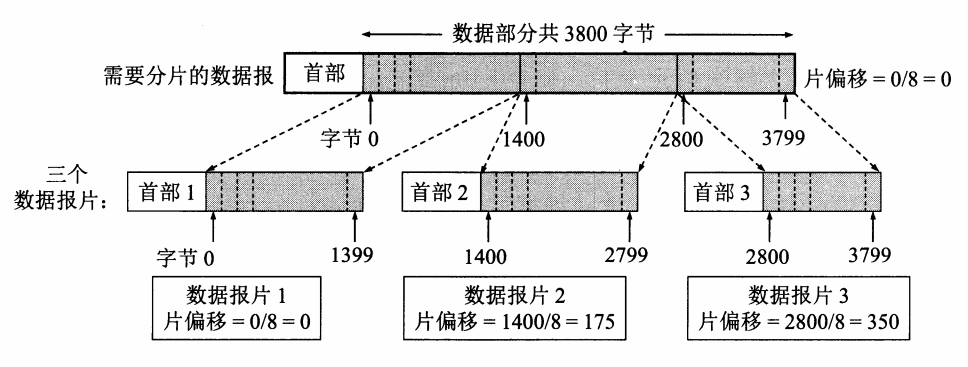 数据部分共 3800 字节
需要分片的数据报
首部
片偏移 = 0/8 = 0
字节 0
1400
2800
3799
三个
数据报片：
首部 1
首部 2
首部 3
字节 0
1399
1400
2799
2800
3799
数据报片 1
片偏移 = 0/8 = 0
数据报片 2
片偏移 = 1400/8 = 175
数据报片 3
片偏移 = 2800/8 = 350